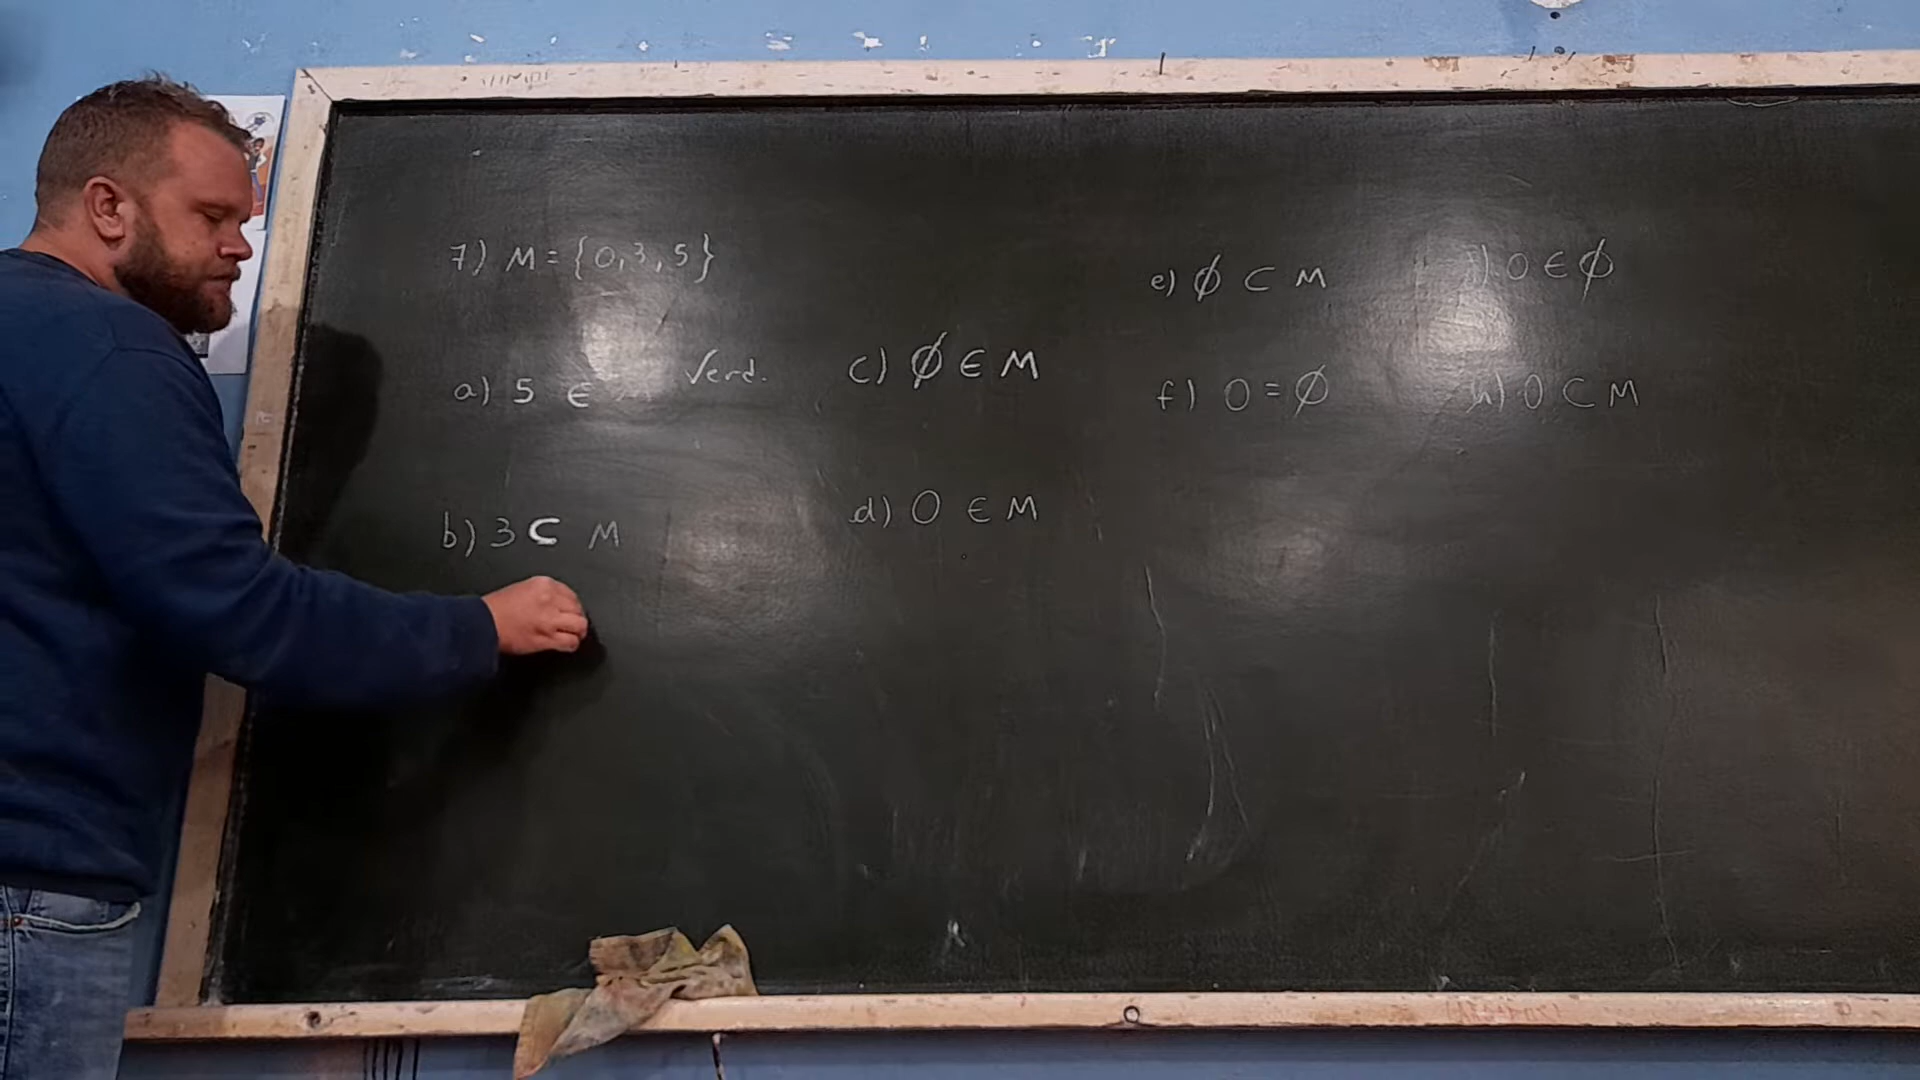 7) M = {0,3,5}
a) 5 ∈ Verd.
b) 3 ⊂ M
c) ∅ ∈ M
d) 0 ∈ M
e) ∅ ⊂ M
f) 0 = ∅
0 ∈ ∅
h) 0 ⊂ M